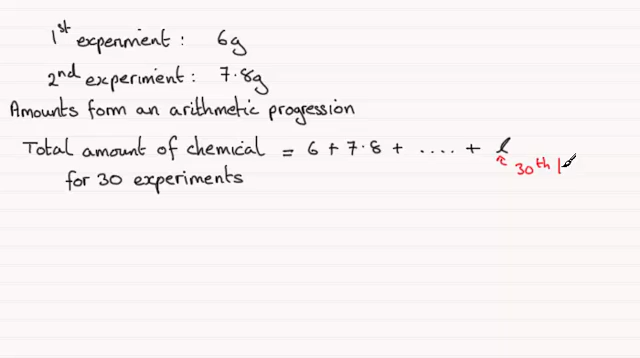 1st experiment : 6g
2nd experiment : 7.8g
Amounts form an arithmetic progression
Total amount of chemical = 6 + 7.8 + .... + l
30th
for 30 experiments